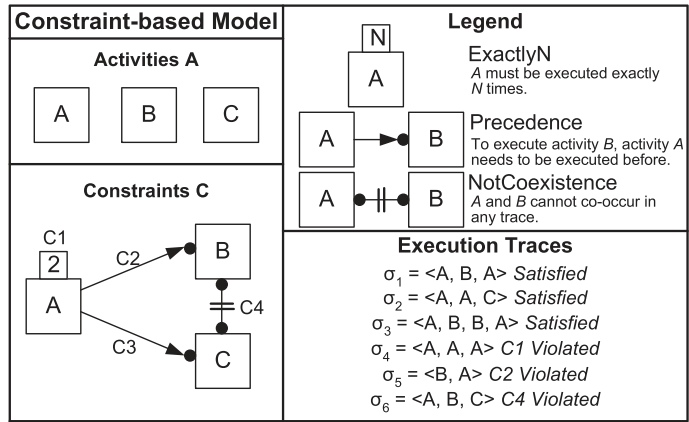 Constraint-based Model
Activities A
A
B
C
Constraints C
C1
2
A
C2
B
C4
C3
C
Legend
N
A
ExactlyN
A must be executed exactly
N times.
A
B
Precedence
To execute activity B, activity A
needs to be executed before.
A
B
NotCoexistence
A and B cannot co-occur in
any trace.
Execution Traces
σ1 = <A, B, A> Satisfied
σ2 = <A, A, C> Satisfied
σ3 = <A, B, B, A> Satisfied
σ4 = <A, A, A> C1 Violated
σ5 = <B, A> C2 Violated
σ6 = <A, B, C> C4 Violated